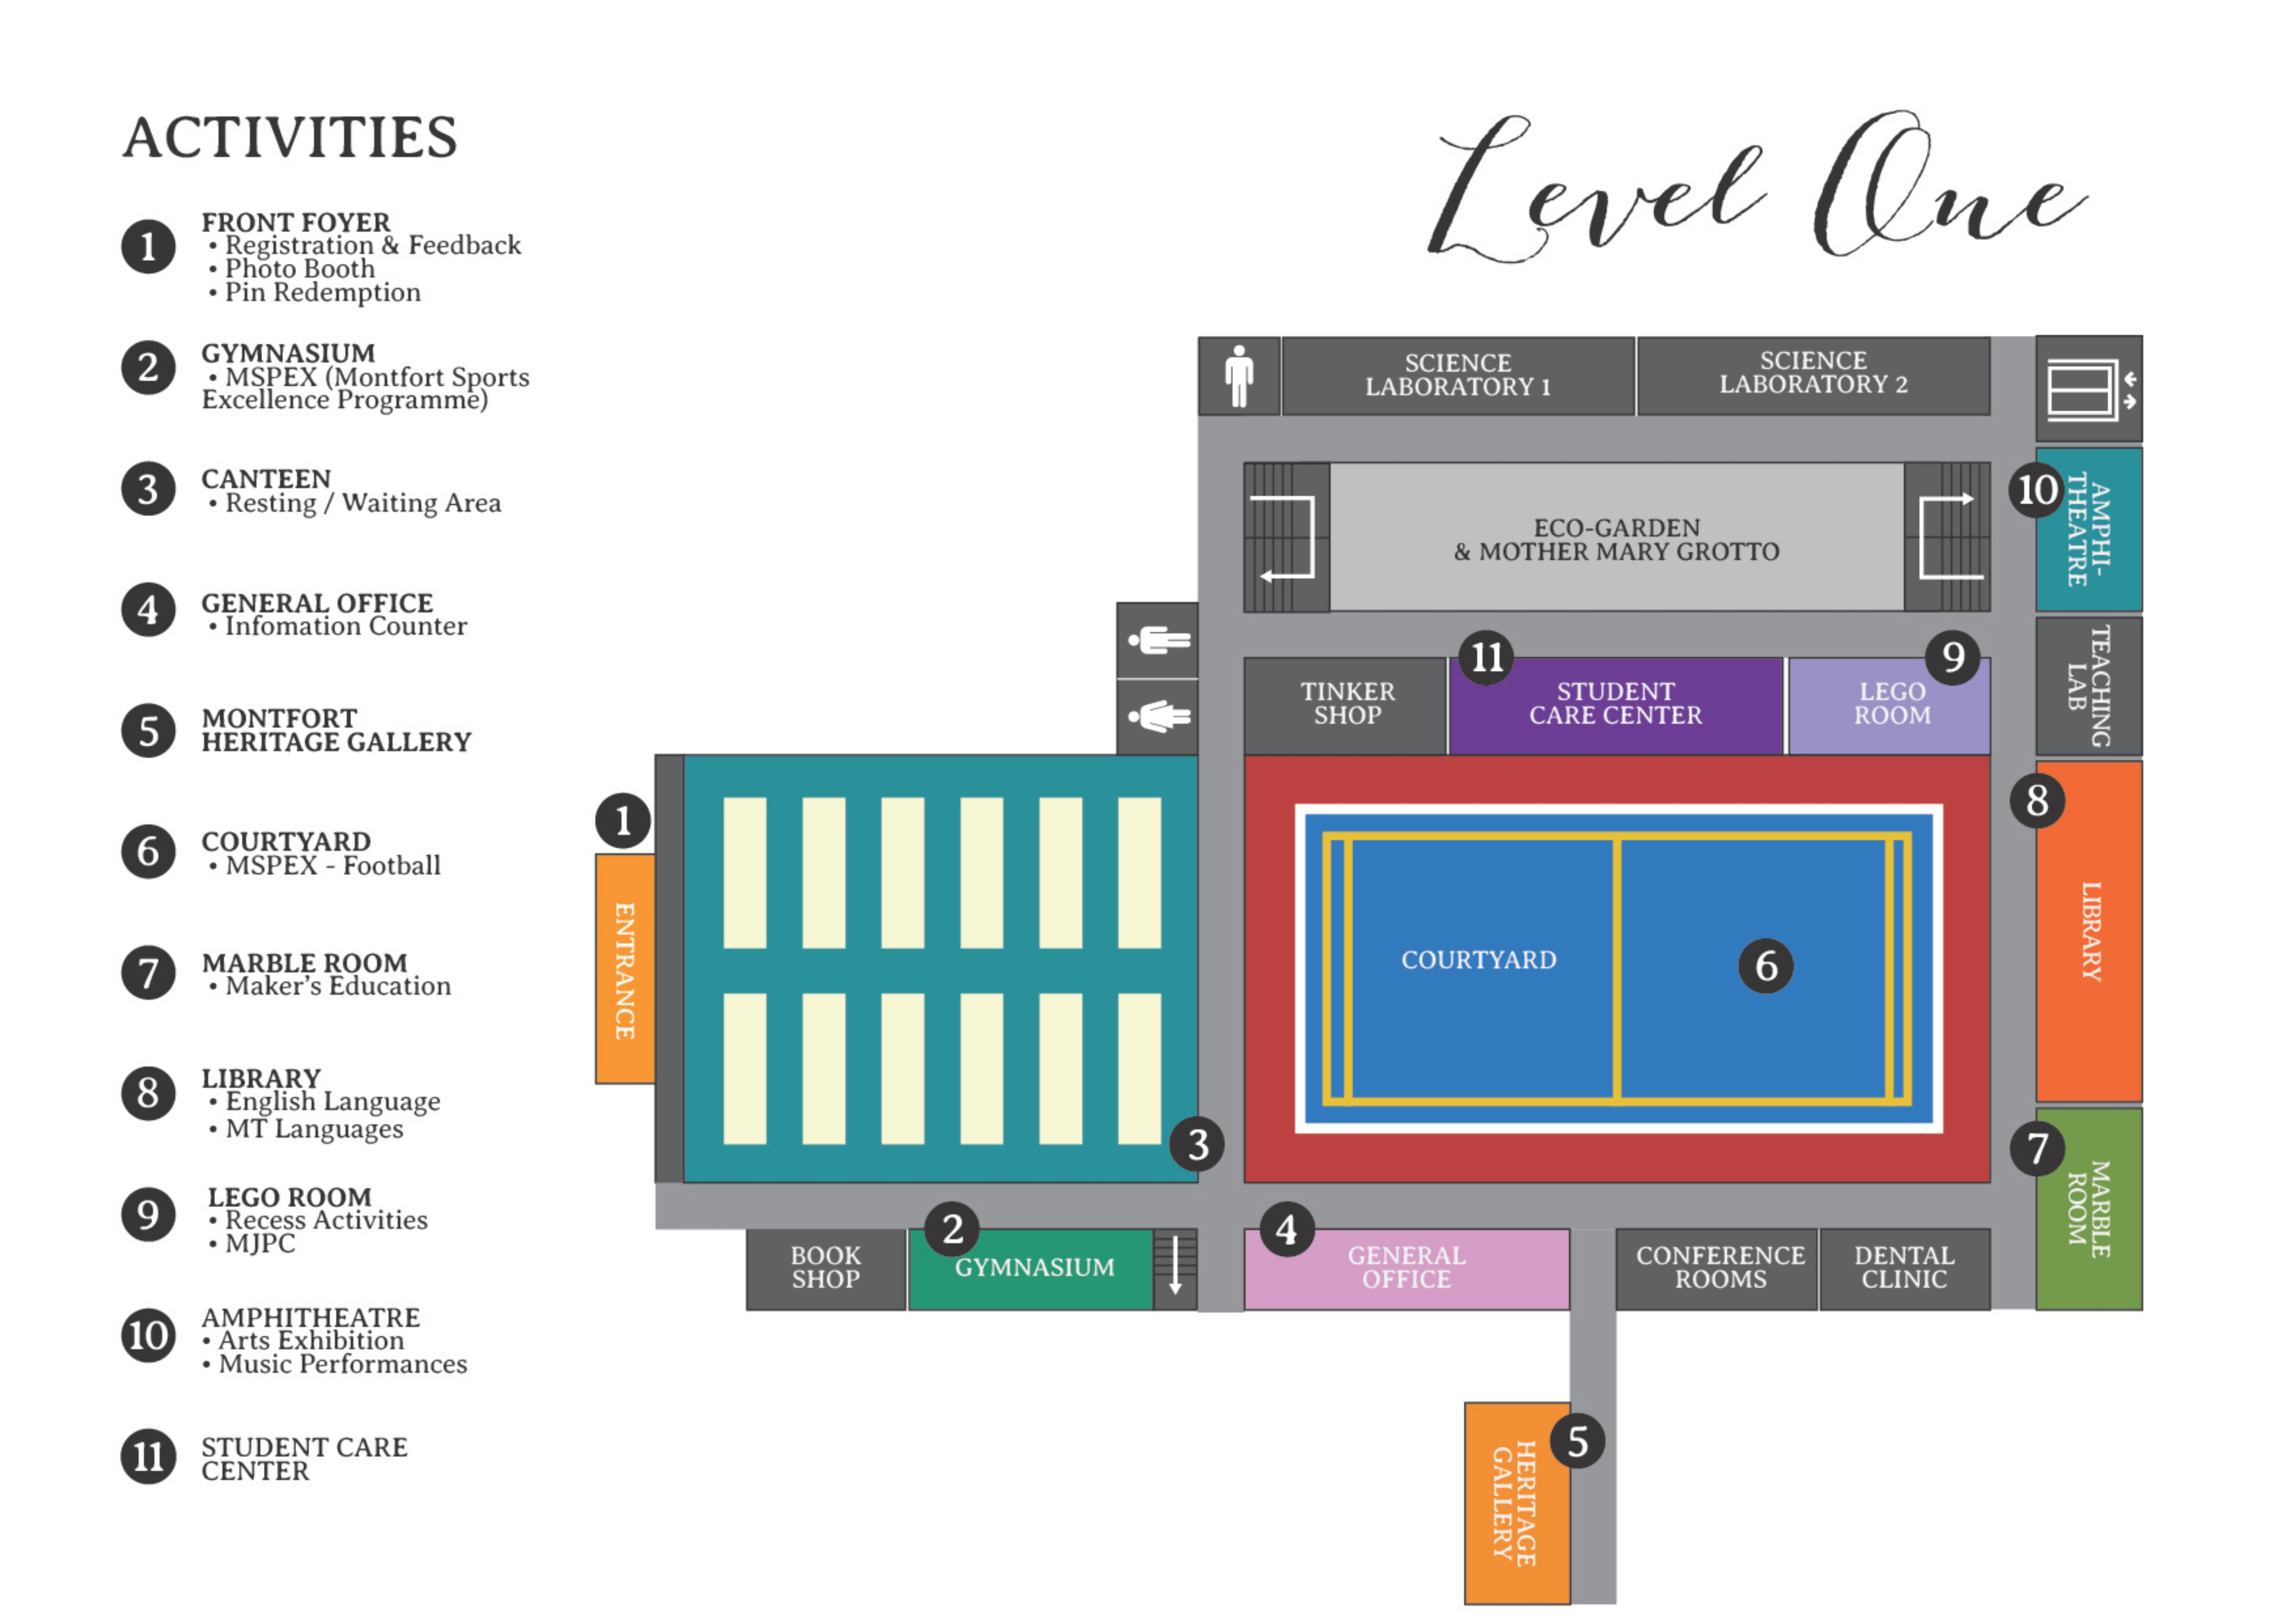 ACTIVITIES
1
FRONT FOYER
• Registration & Feedback
• Photo Booth
• Pin Redemption
2
GYMNASIUM
• MSPEX (Montfort Sports
Excellence Programme)
3
CANTEEN
• Resting / Waiting Area
4
GENERAL OFFICE
• Infomation Counter
5
MONTFORT
HERITAGE GALLERY
6
COURTYARD
• MSPEX - Football
7
MARBLE ROOM
• Maker's Education
8
LIBRARY
• English Language
• MT Languages
9
LEGO ROOM
• Recess Activities
• MJPC
10
AMPHITHEATRE
• Arts Exhibition
• Music Performances
11
STUDENT CARE
CENTER
Level One
SCIENCE
LABORATORY 1
SCIENCE
LABORATORY 2
ECO-GARDEN
& MOTHER MARY GROTTO
10
AMPHI-
THEATRE
TINKER
SHOP
11
STUDENT
CARE CENTER
9
LEGO
ROOM
TEACHING
LAB
1
ENTRANCE
COURTYARD
6
8
LIBRARY
3
7
MARBLE
ROOM
BOOK
SHOP
2
GYMNASIUM
4
GENERAL
OFFICE
CONFERENCE
ROOMS
DENTAL
CLINIC
5
HERITAGE
GALLERY